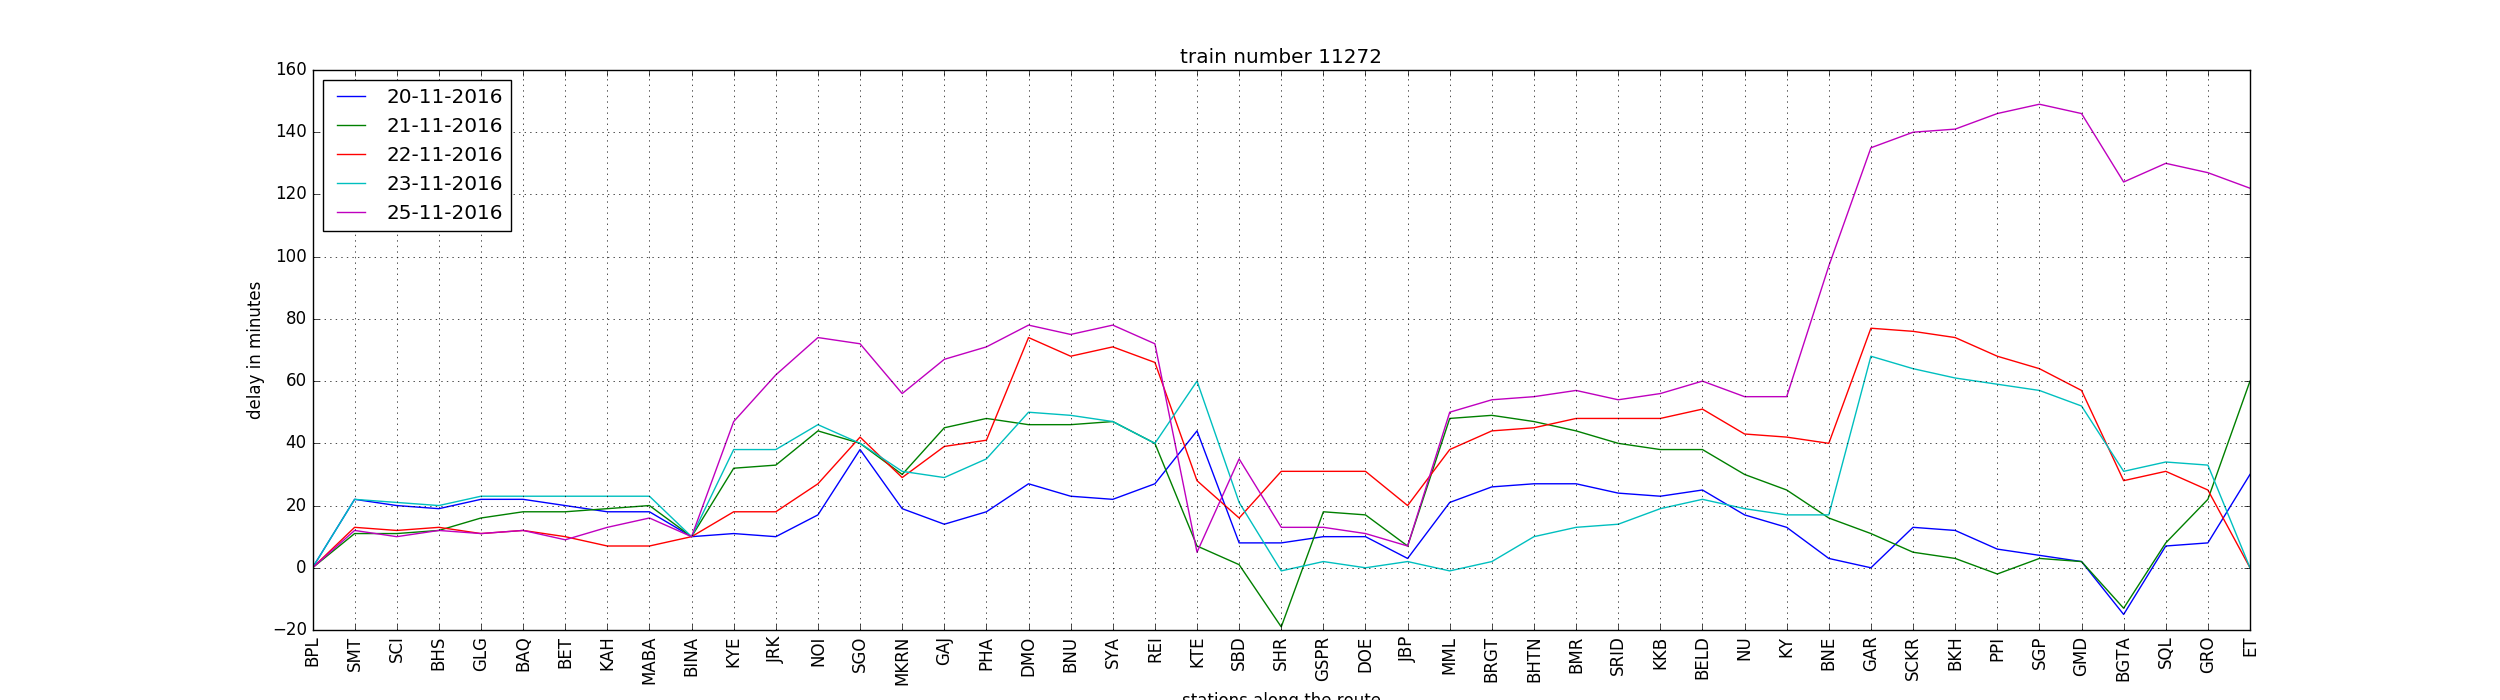 train number 11272
160
140
120
100
80
60
40
20
0
−20
delay in minutes
20-11-2016
21-11-2016
22-11-2016
23-11-2016
25-11-2016
BPL
SMT
SCI
BHS
GLG
BAQ
BET
KAH
MABA
BINA
KYE
JRK
NOI
SGO
MKRN
GAJ
PHA
DMO
BNU
SYA
REI
KTE
SBD
SHR
GSPR
DOE
JBP
MML
BRGT
BHTN
BMR
SRID
KKB
BELD
NU
KY
BNE
GAR
SCKR
BKH
PPI
SGP
GMD
BGTA
SQL
GRO
ET
stations along the route